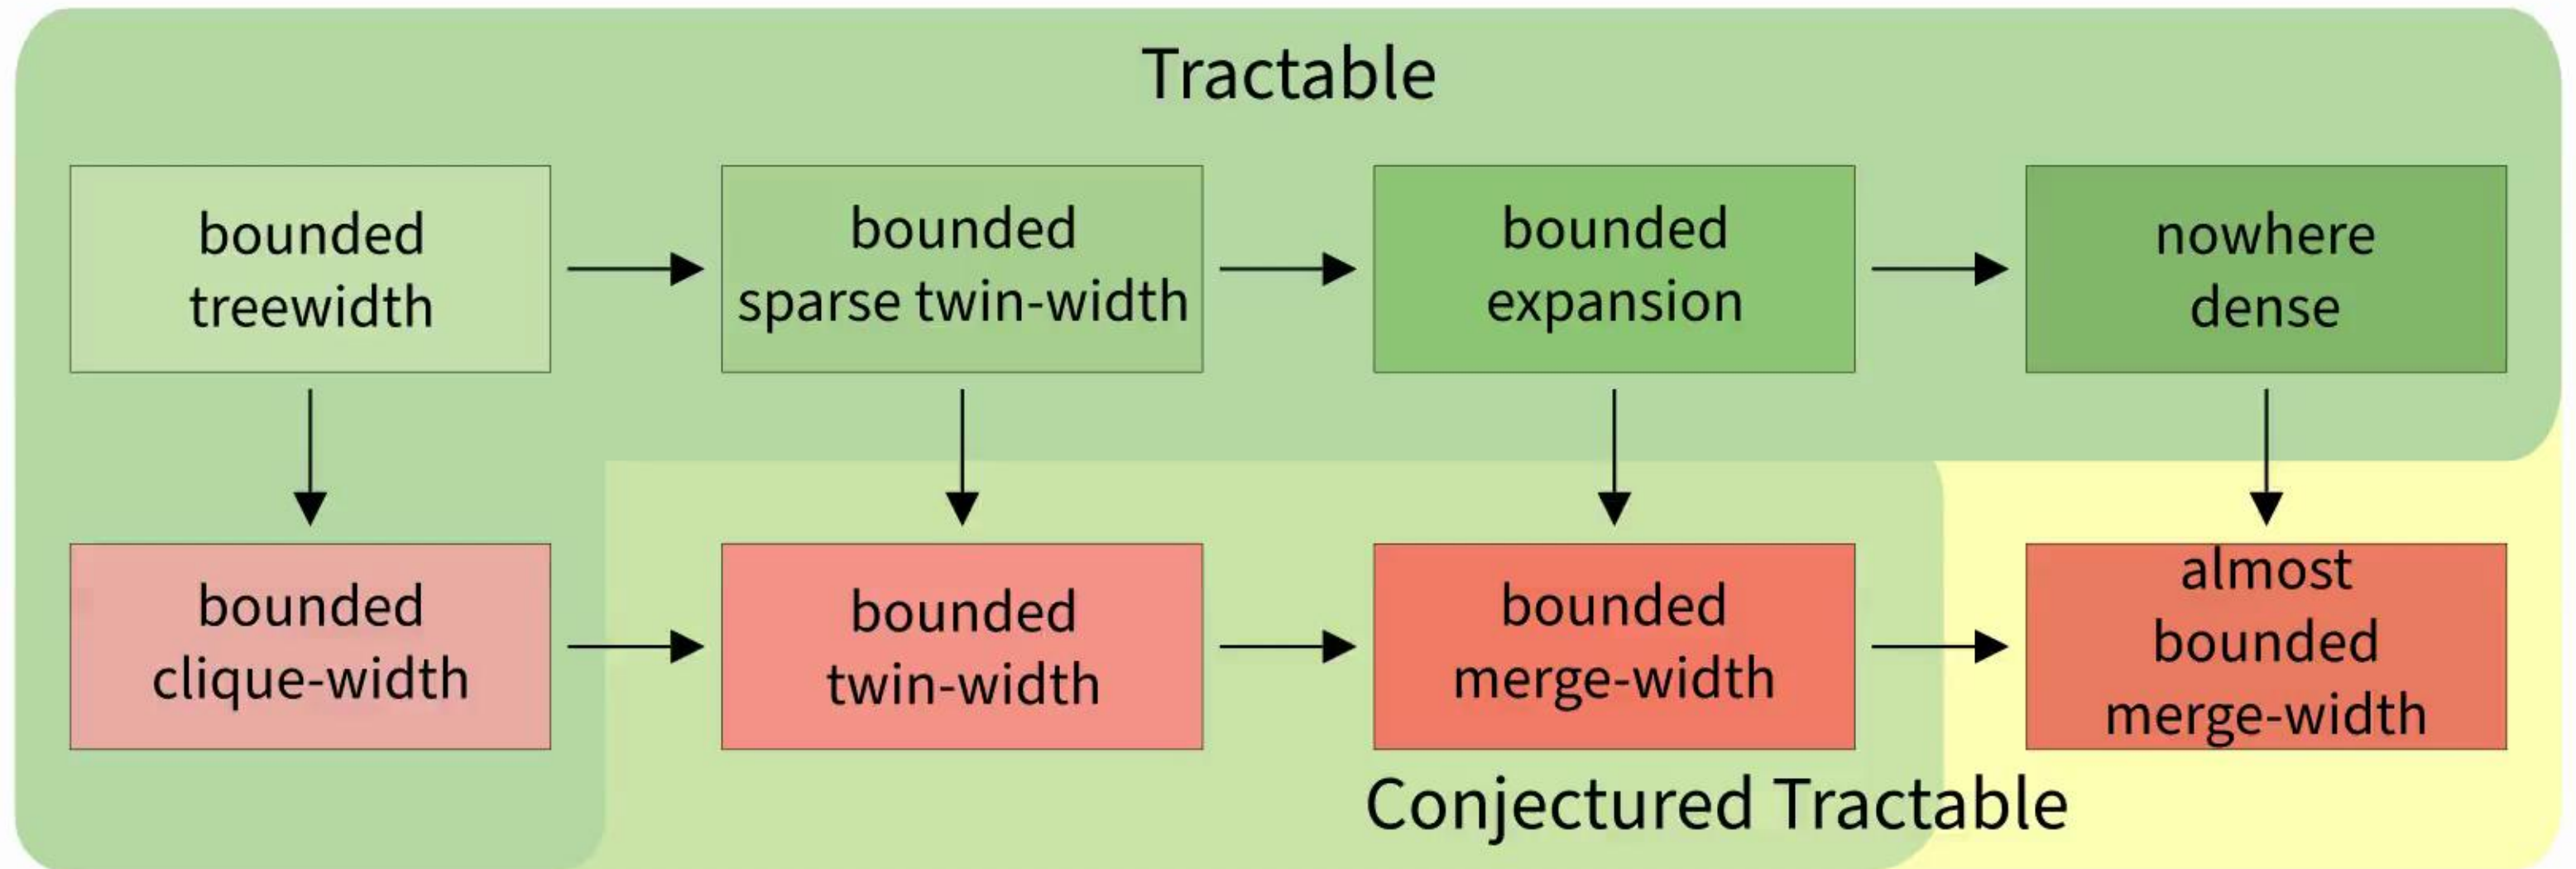 Tractable
bounded
treewidth
bounded
sparse twin-width
bounded
expansion
nowhere
dense
bounded
clique-width
bounded
twin-width
bounded
merge-width
almost
bounded
merge-width
Conjectured Tractable